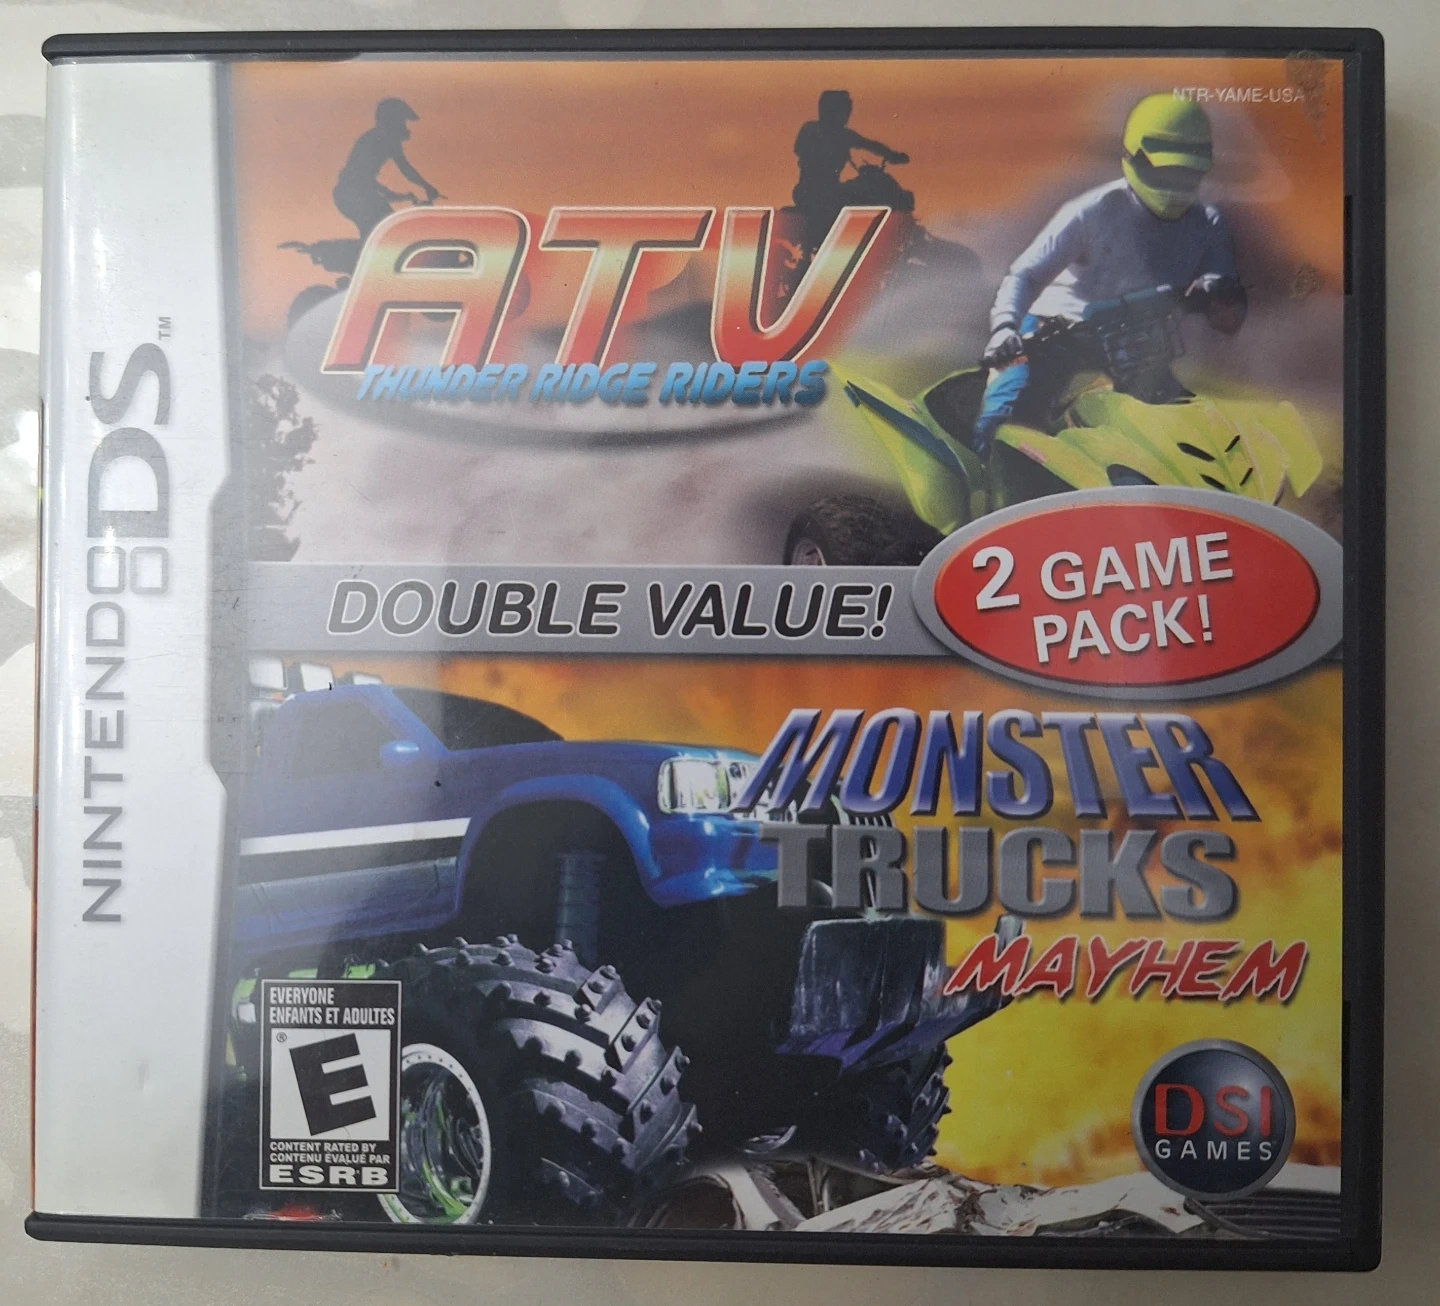 NTR-YAME-USA
ATV
THUNDER RIDGE RIDERS
NINTENDO DS™
DOUBLE VALUE!
2 GAME
PACK!
MONSTER
TRUCKS
MAYHEM
EVERYONE
ENFANTS ET ADULTES
E®
CONTENT RATED BY
CONTENU ÉVALUÉ PAR
ESRB
DSI
GAMES